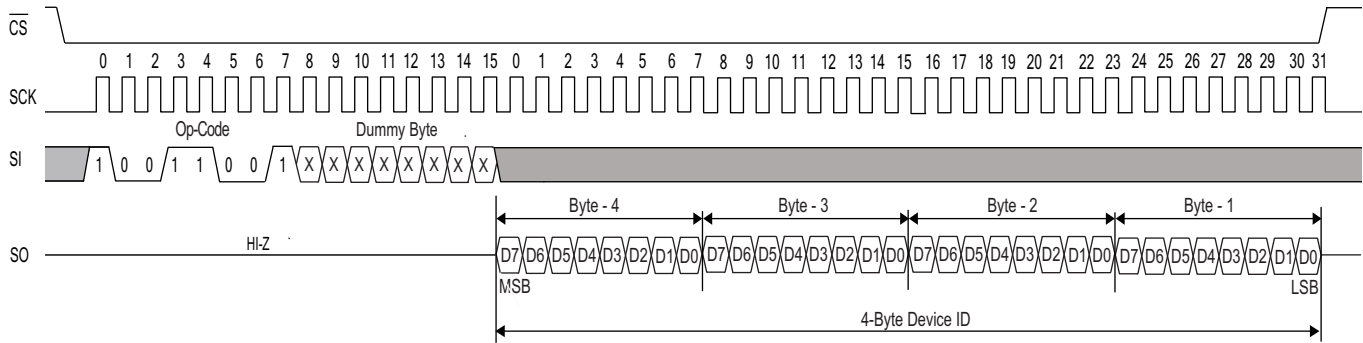 CS
0 1 2 3 4 5 6 7 8 9 10 11 12 13 14 15 0 1 2 3 4 5 6 7 8 9 10 11 12 13 14 15 16 17 18 19 20 21 22 23 24 25 26 27 28 29 30 31
SCK
Op-Code Dummy Byte
SI 1 0 0 1 1 0 0 1 X X X X X X X X
Byte - 4 Byte - 3 Byte - 2 Byte - 1
SO HI-Z D7 D6 D5 D4 D3 D2 D1 D0 D7 D6 D5 D4 D3 D2 D1 D0 D7 D6 D5 D4 D3 D2 D1 D0 D7 D6 D5 D4 D3 D2 D1 D0
MSB LSB
4-Byte Device ID